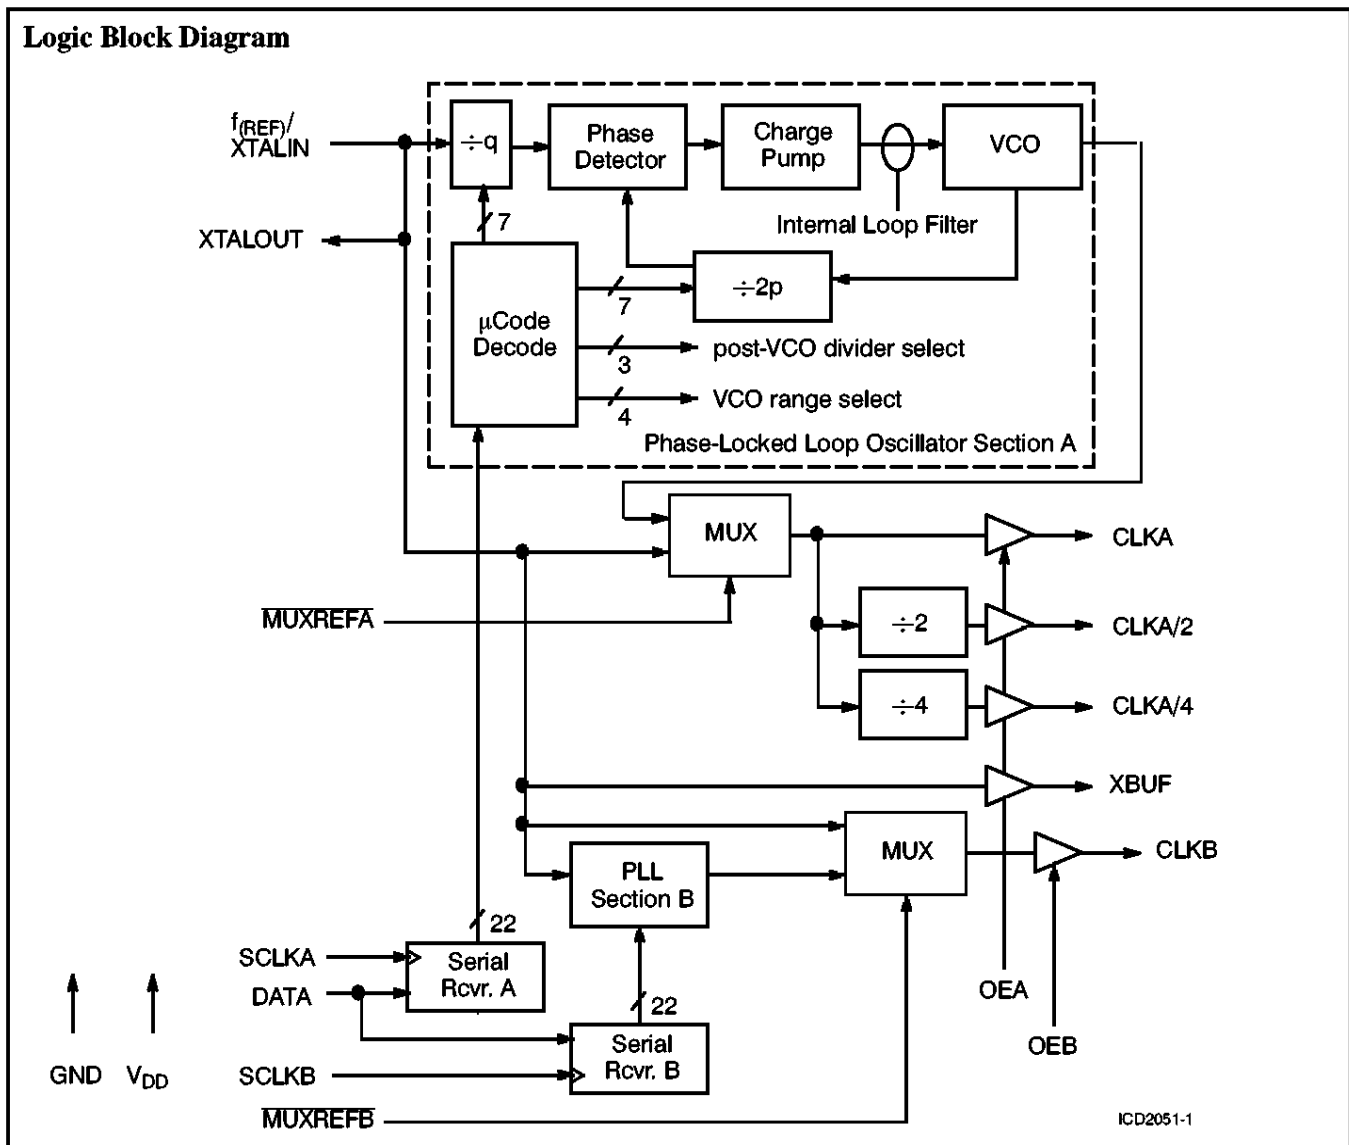 Logic Block Diagram
f(REF)/
XTALIN
÷q
Phase
Detector
Charge
Pump
VCO
Internal Loop Filter
7
XTALOUT
÷2p
7
μCode
Decode
post-VCO divider select
3
VCO range select
4
Phase-Locked Loop Oscillator Section A
MUX
CLKA
MUXREFA
÷2
CLKA/2
÷4
CLKA/4
XBUF
MUX
CLKB
PLL
Section B
22
SCLKA
Serial
Rcvr. A
DATA
OEA
22
OEB
Serial
Rcvr. B
GND
VDD
SCLKB
MUXREFB
ICD2051-1